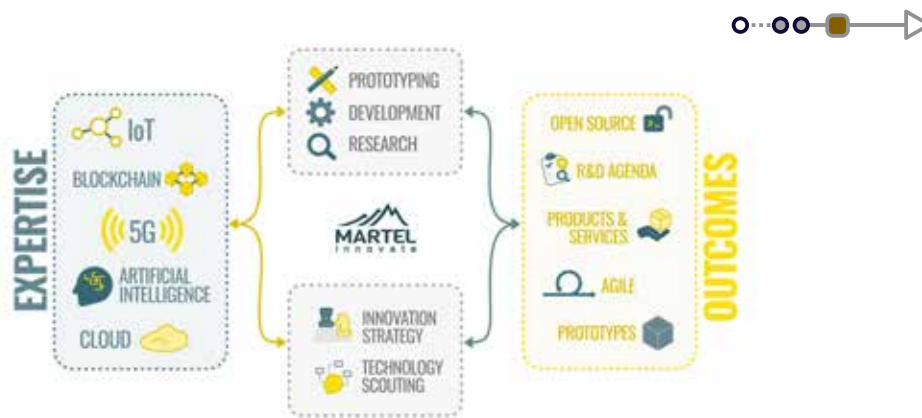 EXPERTISE
IoT
BLOCKCHAIN
5G
ARTIFICIAL
INTELLIGENCE
CLOUD
PROTOTYPING
DEVELOPMENT
RESEARCH
MARTEL
innovate
INNOVATION
STRATEGY
TECHNOLOGY
SCOUTING
OPEN SOURCE
R&D AGENDA
PRODUCTS &
SERVICES
AGILE
PROTOTYPES
OUTCOMES